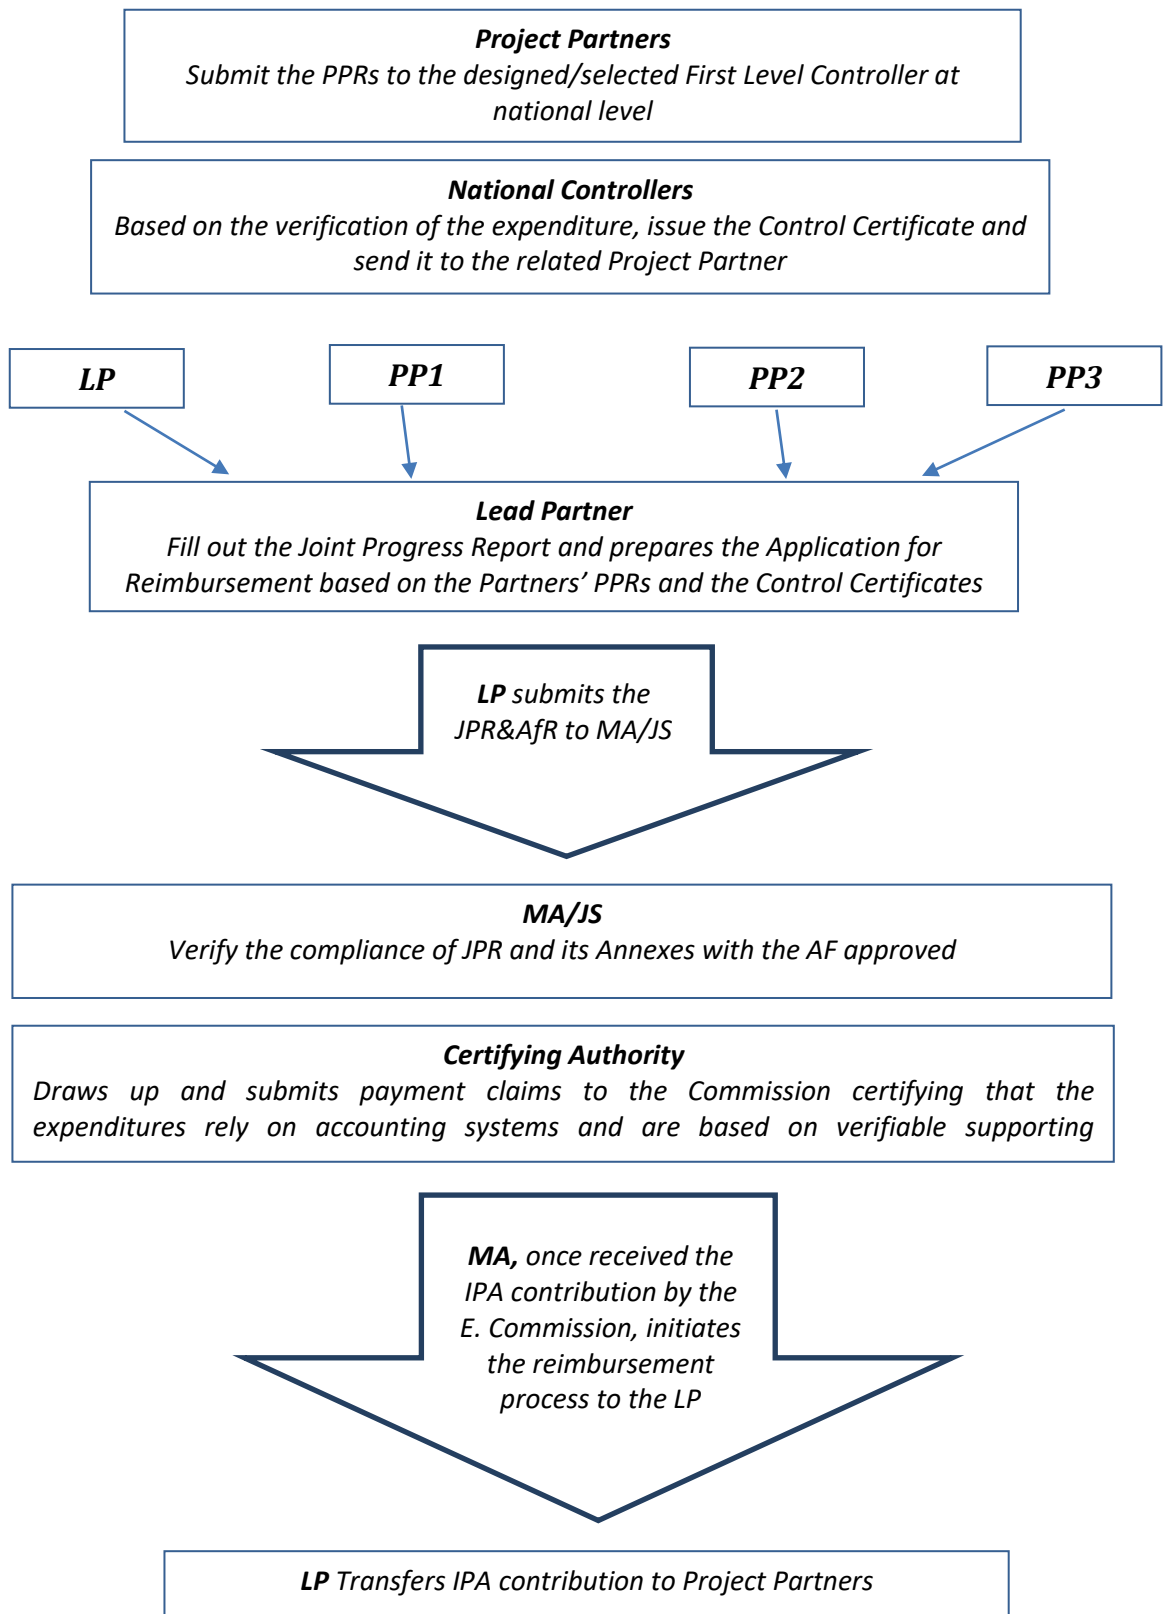 Project Partners
Submit the PPRs to the designed/selected First Level Controller at
national level
National Controllers
Based on the verification of the expenditure, issue the Control Certificate and
send it to the related Project Partner
LP
PP1
PP2
PP3
Lead Partner
Fill out the Joint Progress Report and prepares the Application for
Reimbursement based on the Partners’ PPRs and the Control Certificates
LP submits the
JPR&AfR to MA/JS
MA/JS
Verify the compliance of JPR and its Annexes with the AF approved
Certifying Authority
Draws up and submits payment claims to the Commission certifying that the
expenditures rely on accounting systems and are based on verifiable supporting
MA, once received the
IPA contribution by the
E. Commission, initiates
the reimbursement
process to the LP
LP Transfers IPA contribution to Project Partners